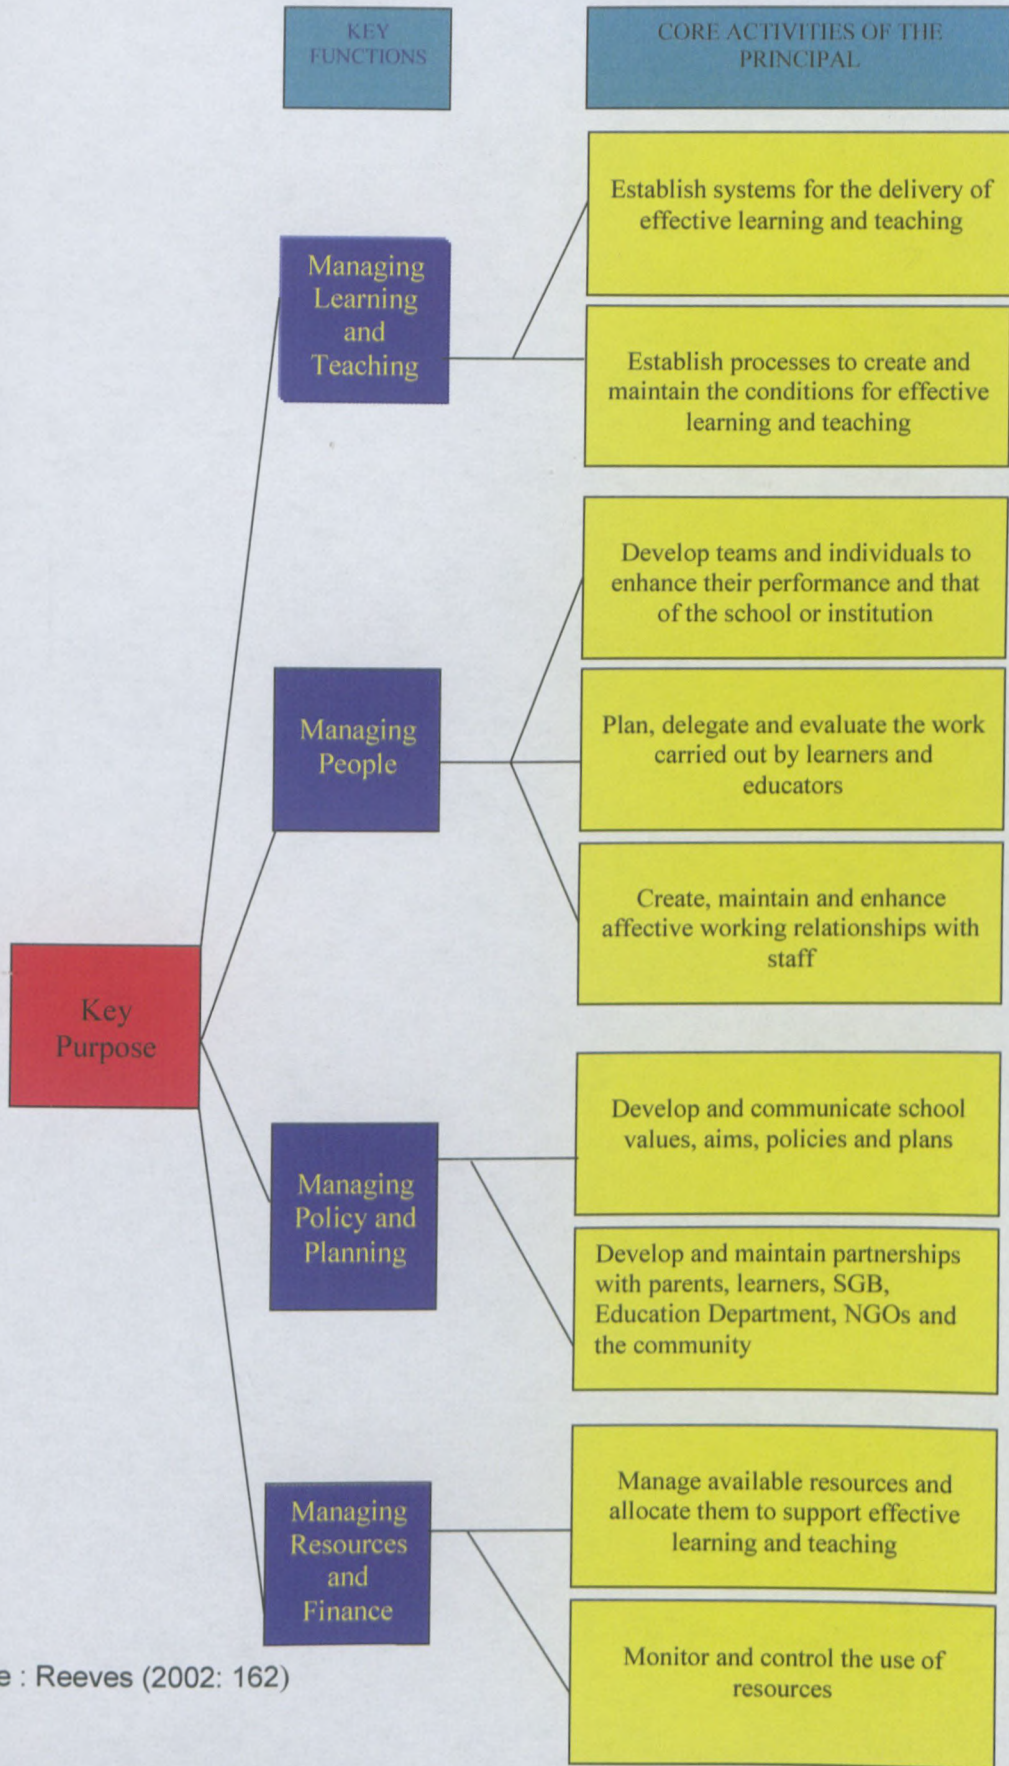 KEY
FUNCTIONS
CORE ACTIVITIES OF THE
PRINCIPAL
Managing
Learning
and
Teaching
Establish systems for the delivery of
effective learning and teaching
Establish processes to create and
maintain the conditions for effective
learning and teaching
Managing
People
Develop teams and individuals to
enhance their performance and that
of the school or institution
Plan, delegate and evaluate the work
carried out by learners and
educators
Create, maintain and enhance
affective working relationships with
staff
Key
Purpose
Managing
Policy and
Planning
Develop and communicate school
values, aims, policies and plans
Develop and maintain partnerships
with parents, learners, SGB,
Education Department, NGOs and
the community
Managing
Resources
and
Finance
Manage available resources and
allocate them to support effective
learning and teaching
Monitor and control the use of
resources
: Reeves (2002: 162)